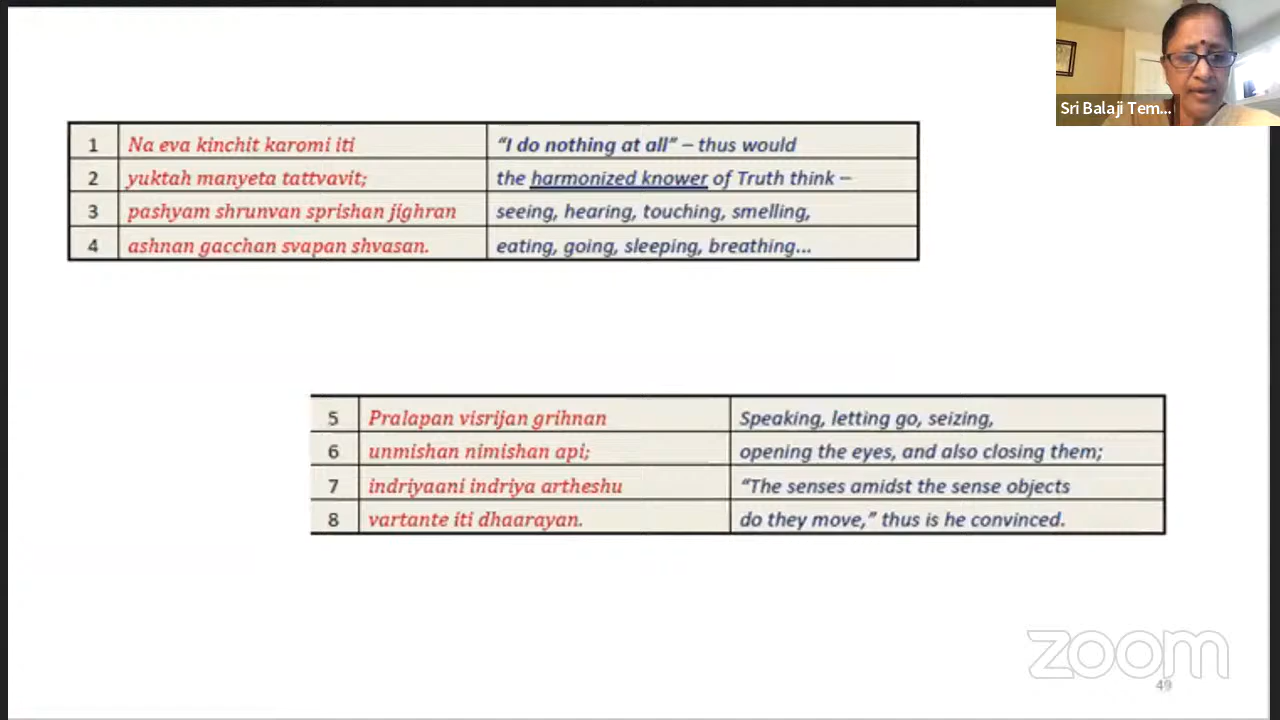 Sri Balaji Tem...
1 Na eva kinchit karomi iti “I do nothing at all” – thus would
2 yuktah manyeta tattvavit; the harmonized knower of Truth think –
3 pashyam shrunvan sprishan jighran seeing, hearing, touching, smelling,
4 ashnan gacchan svapan shvasan. eating, going, sleeping, breathing...
5 Pralapan visrijan grihnan Speaking, letting go, seizing,
6 unmishan nimishan api; opening the eyes, and also closing them;
7 indriyaani indriya artheshu “The senses amidst the sense objects
8 vartante iti dhaarayan. do they move,” thus is he convinced.
zoom
49